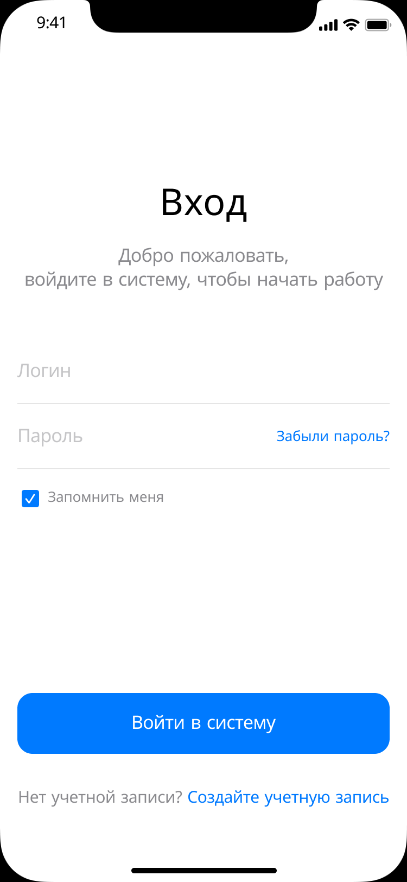 9:41
Вход
Добро пожаловать,
войдите в систему, чтобы начать работу
Логин
Пароль
Забыли пароль?
Запомнить меня
Войти в систему
Нет учетной записи? Создайте учетную запись